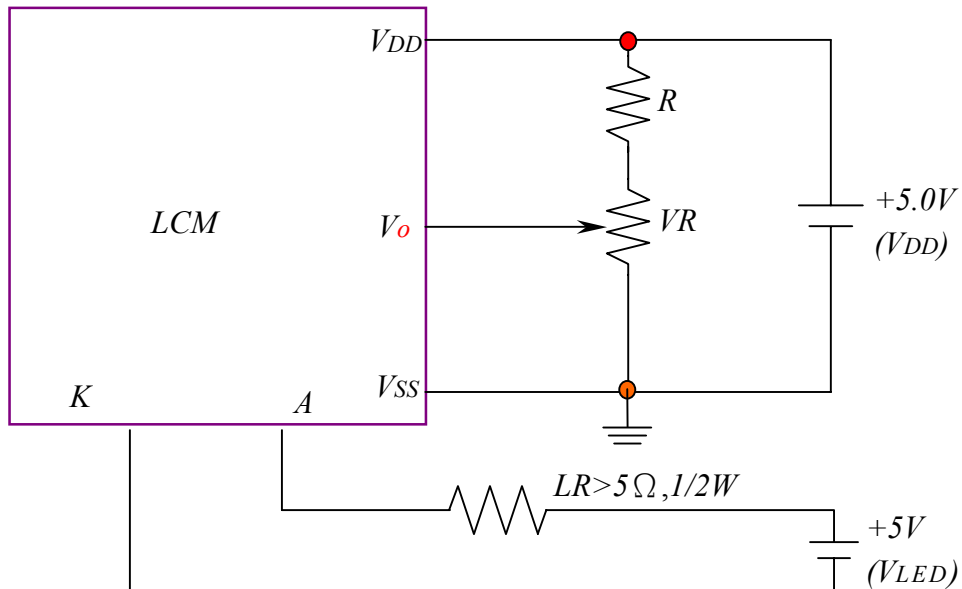 VDD
R
LCM
Vo
VR
+5.0V
(VDD)
VSS
K
A
LR>5Ω,1/2W
+5V
(VLED)